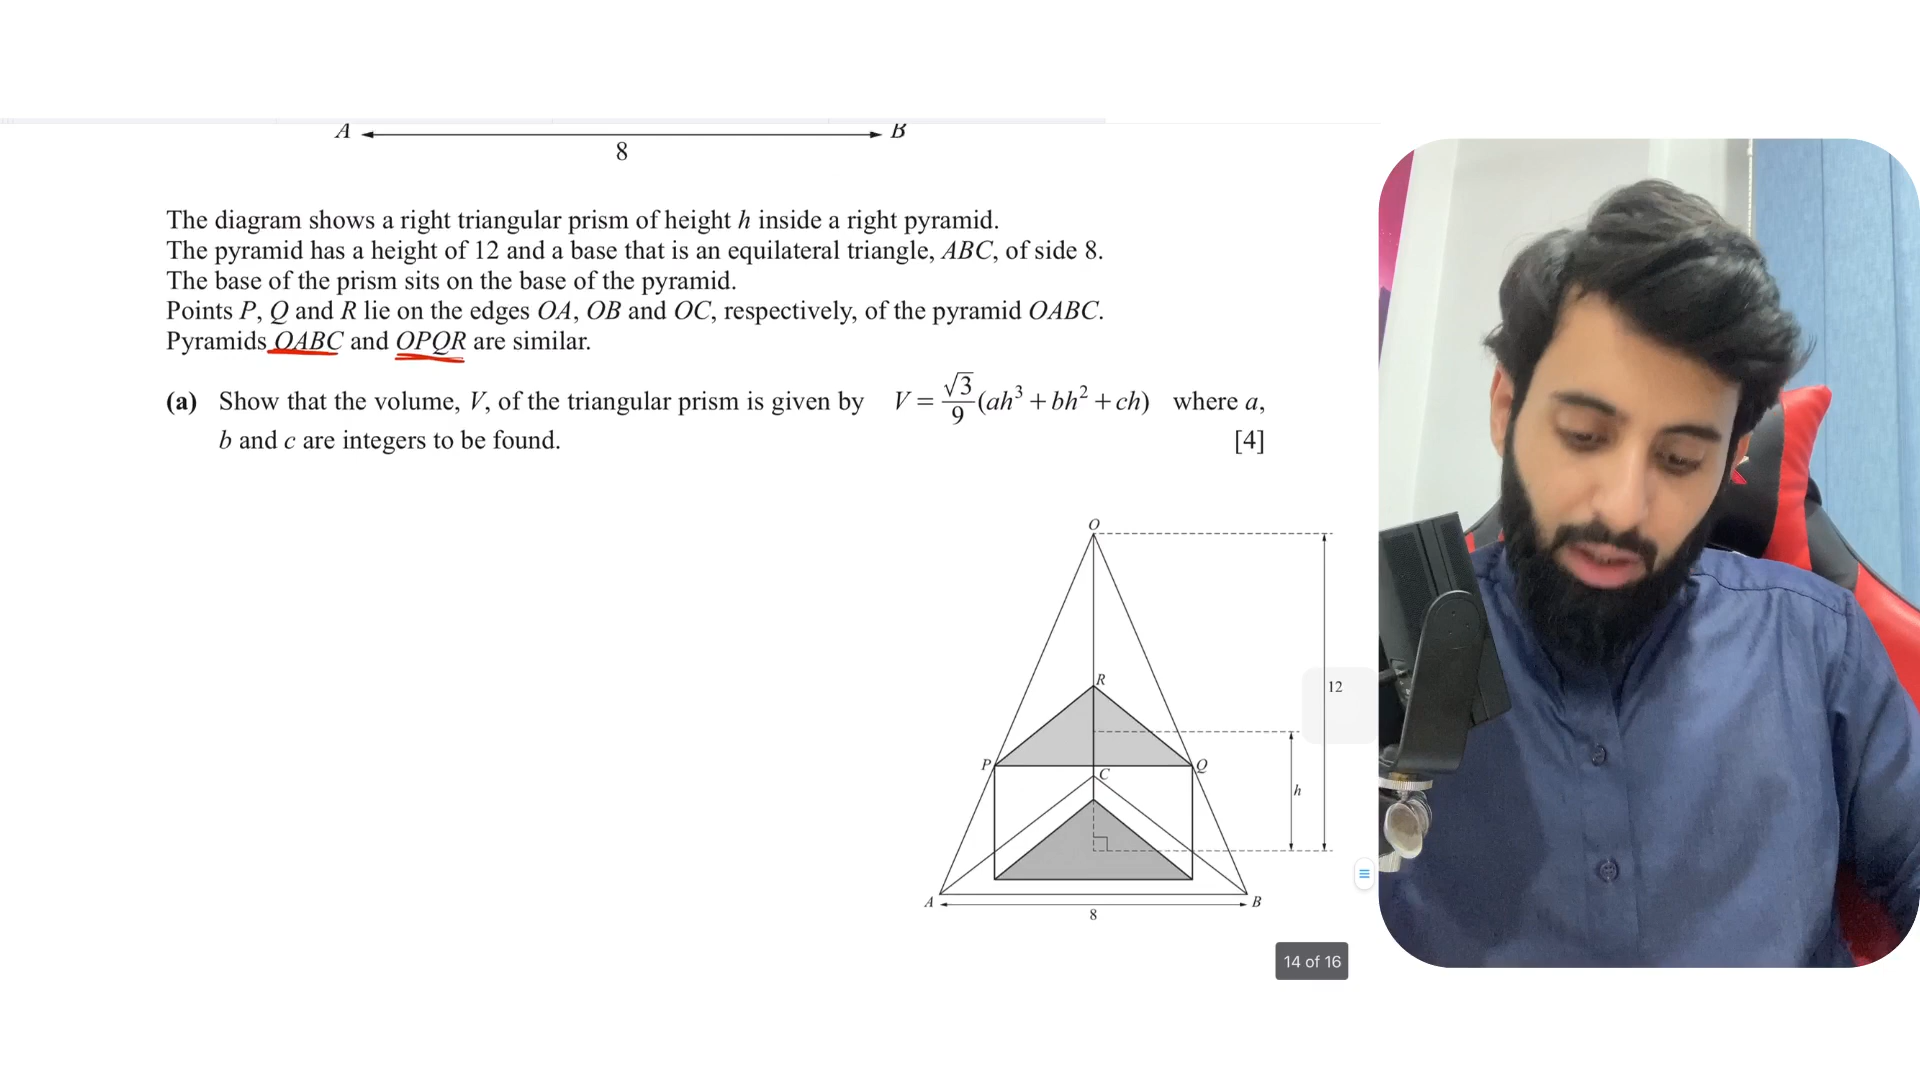 A B
8
The diagram shows a right triangular prism of height h inside a right pyramid.
The pyramid has a height of 12 and a base that is an equilateral triangle, ABC, of side 8.
The base of the prism sits on the base of the pyramid.
Points P, Q and R lie on the edges OA, OB and OC, respectively, of the pyramid OABC.
Pyramids OABC and OPQR are similar.
(a) Show that the volume, V, of the triangular prism is given by V = √3/9 (ah³ + bh² + ch) where a,
b and c are integers to be found. [4]
O
R
12
P
Q
C
h
A
B
8
14 of 16